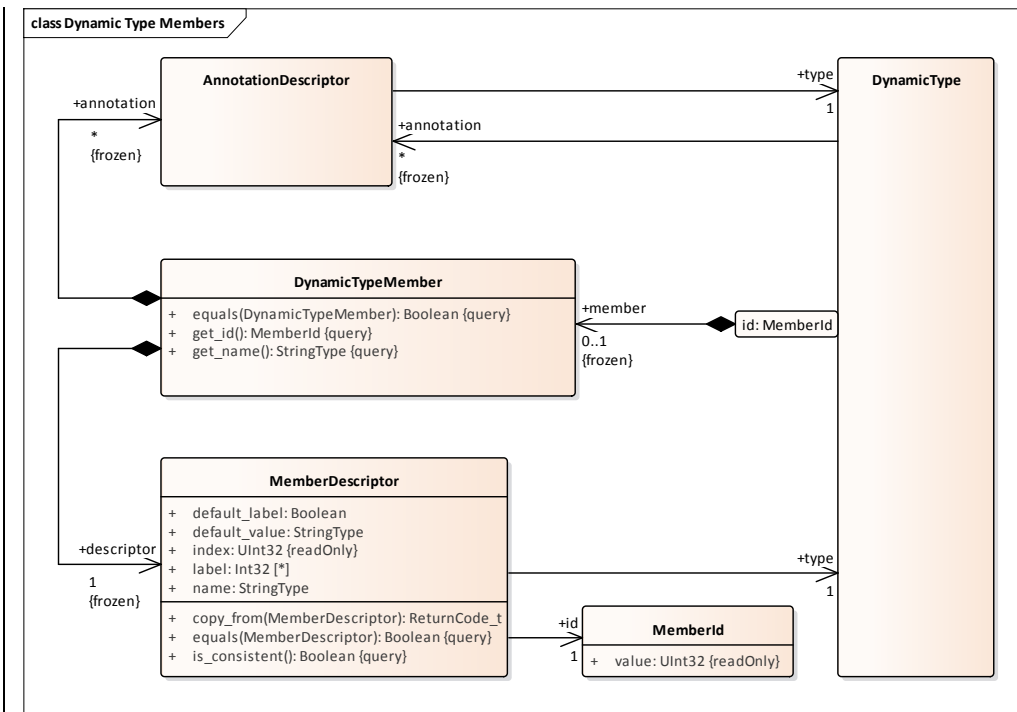 class Dynamic Type Members
AnnotationDescriptor
DynamicType
+type
1
+annotation
*
{frozen}
+annotation
*
{frozen}
DynamicTypeMember
+ equals(DynamicTypeMember): Boolean {query}
+ get_id(): MemberId {query}
+ get_name(): StringType {query}
+member
0..1
{frozen}
id: MemberId
MemberDescriptor
+ default_label: Boolean
+ default_value: StringType
+ index: UInt32 {readOnly}
+ label: Int32 [*]
+ name: StringType
+ copy_from(MemberDescriptor): ReturnCode_t
+ equals(MemberDescriptor): Boolean {query}
+ is_consistent(): Boolean {query}
+descriptor
1
{frozen}
+type
1
+id
1
MemberId
+ value: UInt32 {readOnly}